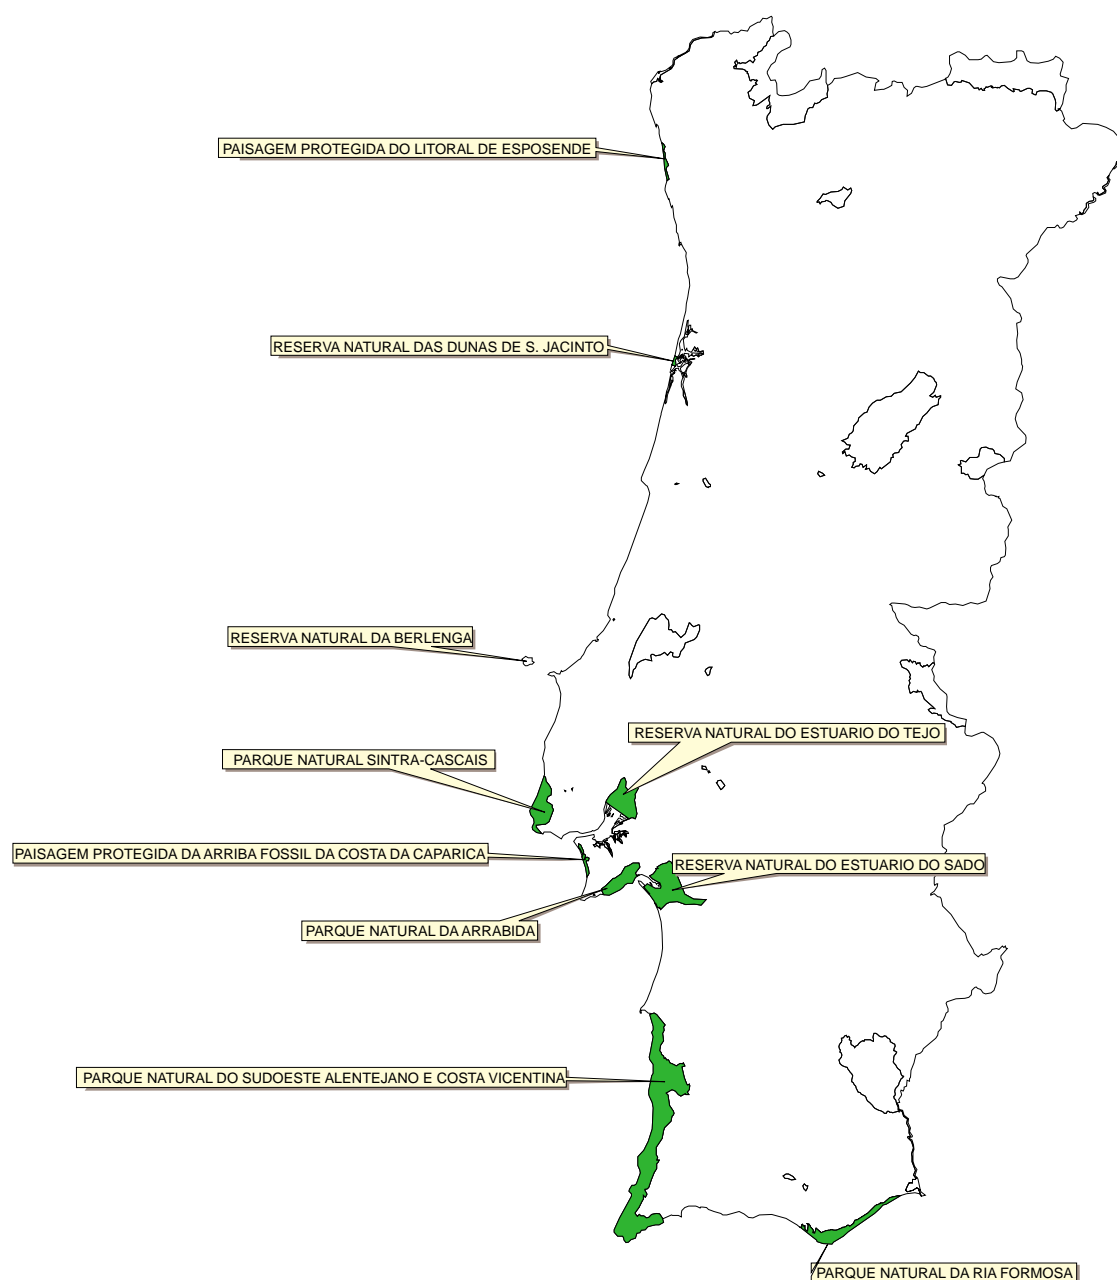 PAISAGEM PROTEGIDA DO LITORAL DE ESPOSENDE
RESERVA NATURAL DAS DUNAS DE S. JACINTO
RESERVA NATURAL DA BERLENGA
RESERVA NATURAL DO ESTUARIO DO TEJO
PARQUE NATURAL SINTRA-CASCAIS
PAISAGEM PROTEGIDA DA ARRIBA FOSSIL DA COSTA DA CAPARICA
RESERVA NATURAL DO ESTUARIO DO SADO
PARQUE NATURAL DA ARRABIDA
PARQUE NATURAL DO SUDOESTE ALENTEJANO E COSTA VICENTINA
PARQUE NATURAL DA RIA FORMOSA